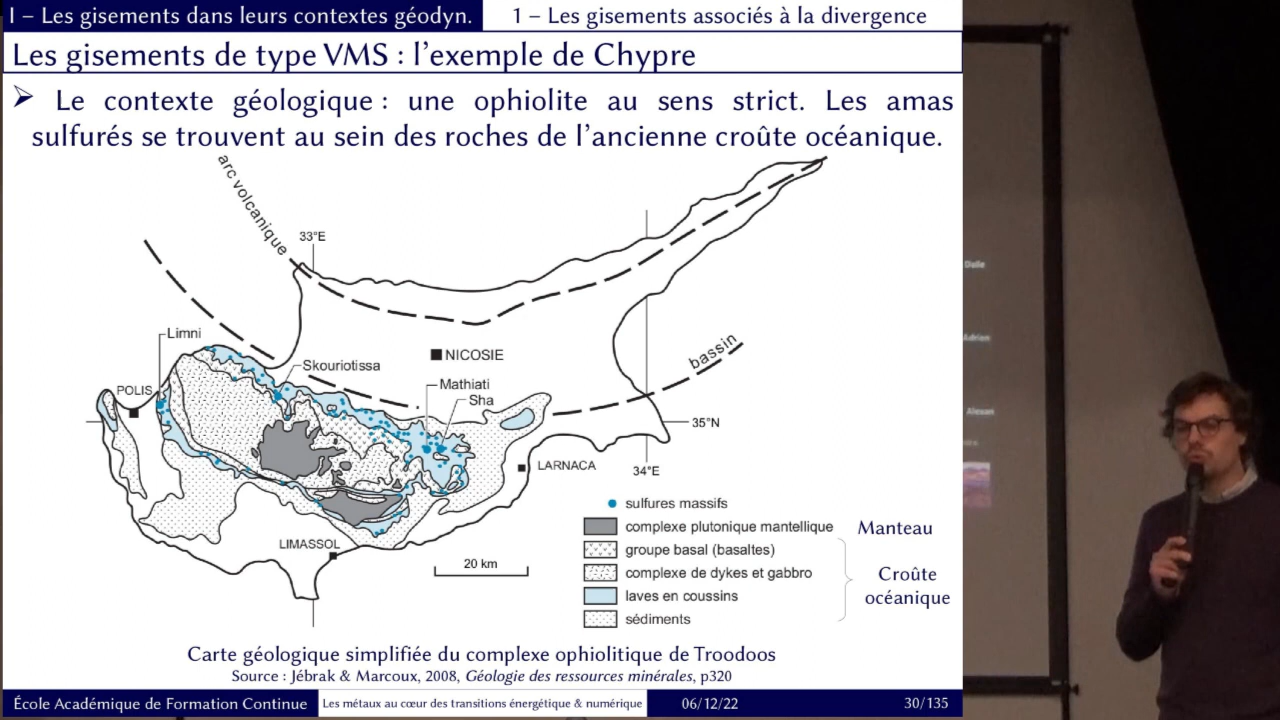 I – Les gisements dans leurs contextes géodyn.
1 – Les gisements associés à la divergence
Les gisements de type VMS : l'exemple de Chypre
➢ Le contexte géologique : une ophiolite au sens strict. Les amas
sulfurés se trouvent au sein des roches de l'ancienne croûte océanique.
arc volcanique
33°E
Limni
Skouriotissa
NICOSIE
bassin
POLIS
Mathiati
Sha
35°N
LARNACA
34°E
LIMASSOL
20 km
sulfures massifs
complexe plutonique mantellique
Manteau
groupe basal (basaltes)
complexe de dykes et gabbro
Croûte
océanique
laves en coussins
sédiments
Carte géologique simplifiée du complexe ophiolitique de Troodoos
Source : Jébrak & Marcoux, 2008, Géologie des ressources minérales, p320
École Académique de Formation Continue
Les métaux au cœur des transitions énergétique & numérique
06/12/22
30/135
Adrien